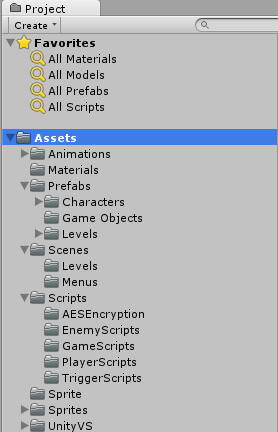 Project
Create
Favorites
All Materials
All Models
All Prefabs
All Scripts
Assets
Animations
Materials
Prefabs
Characters
Game Objects
Levels
Scenes
Levels
Menus
Scripts
AESEncryption
EnemyScripts
GameScripts
PlayerScripts
TriggerScripts
Sprite
Sprites
UnityVS